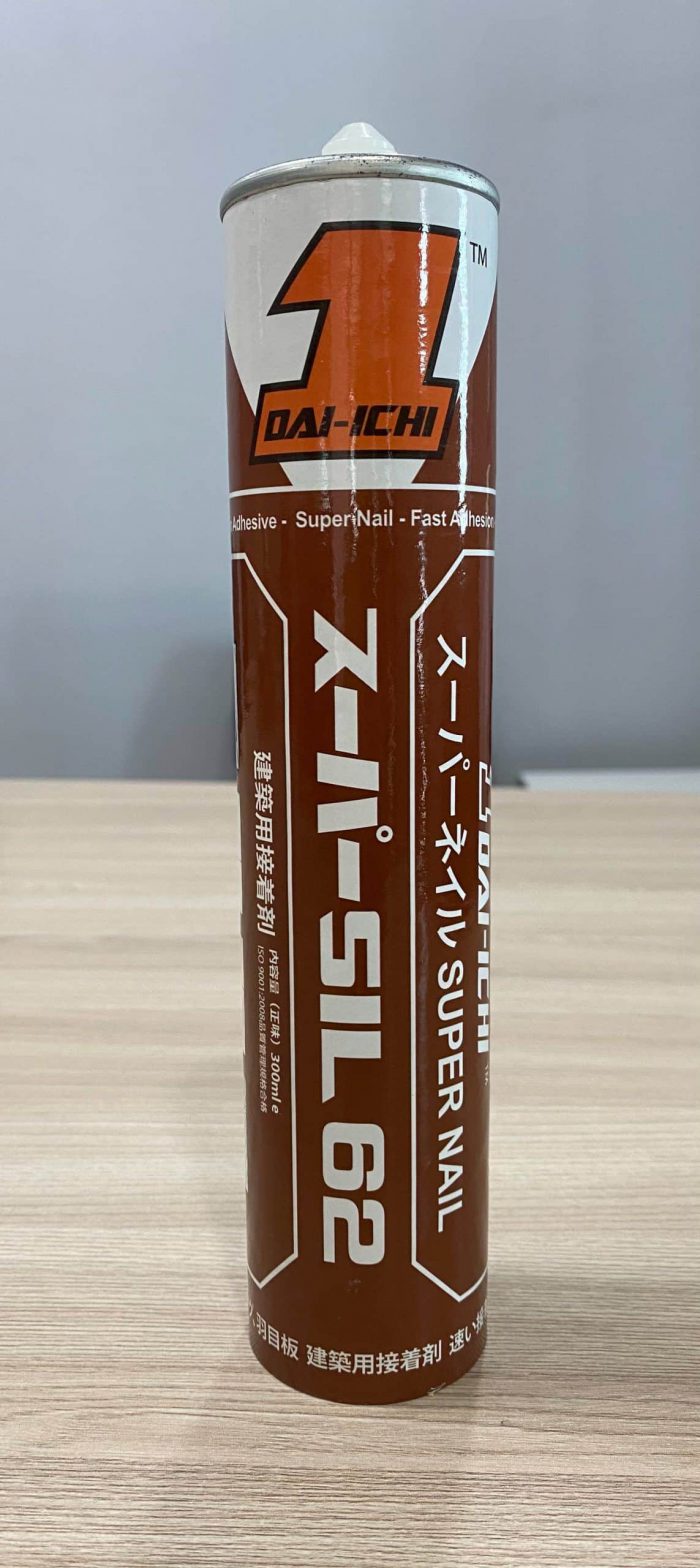 1
TM
DAI-ICHI
Adhesive - Super Nail - Fast Adhesion
スーパーSIL 62
スーパーネイル SUPER NAIL
DAI-ICHI
建築用接着剤
内容量（正味）300ml e
ISO 9001:2008品質管理規格合格
羽目板 建築用接着剤 速い